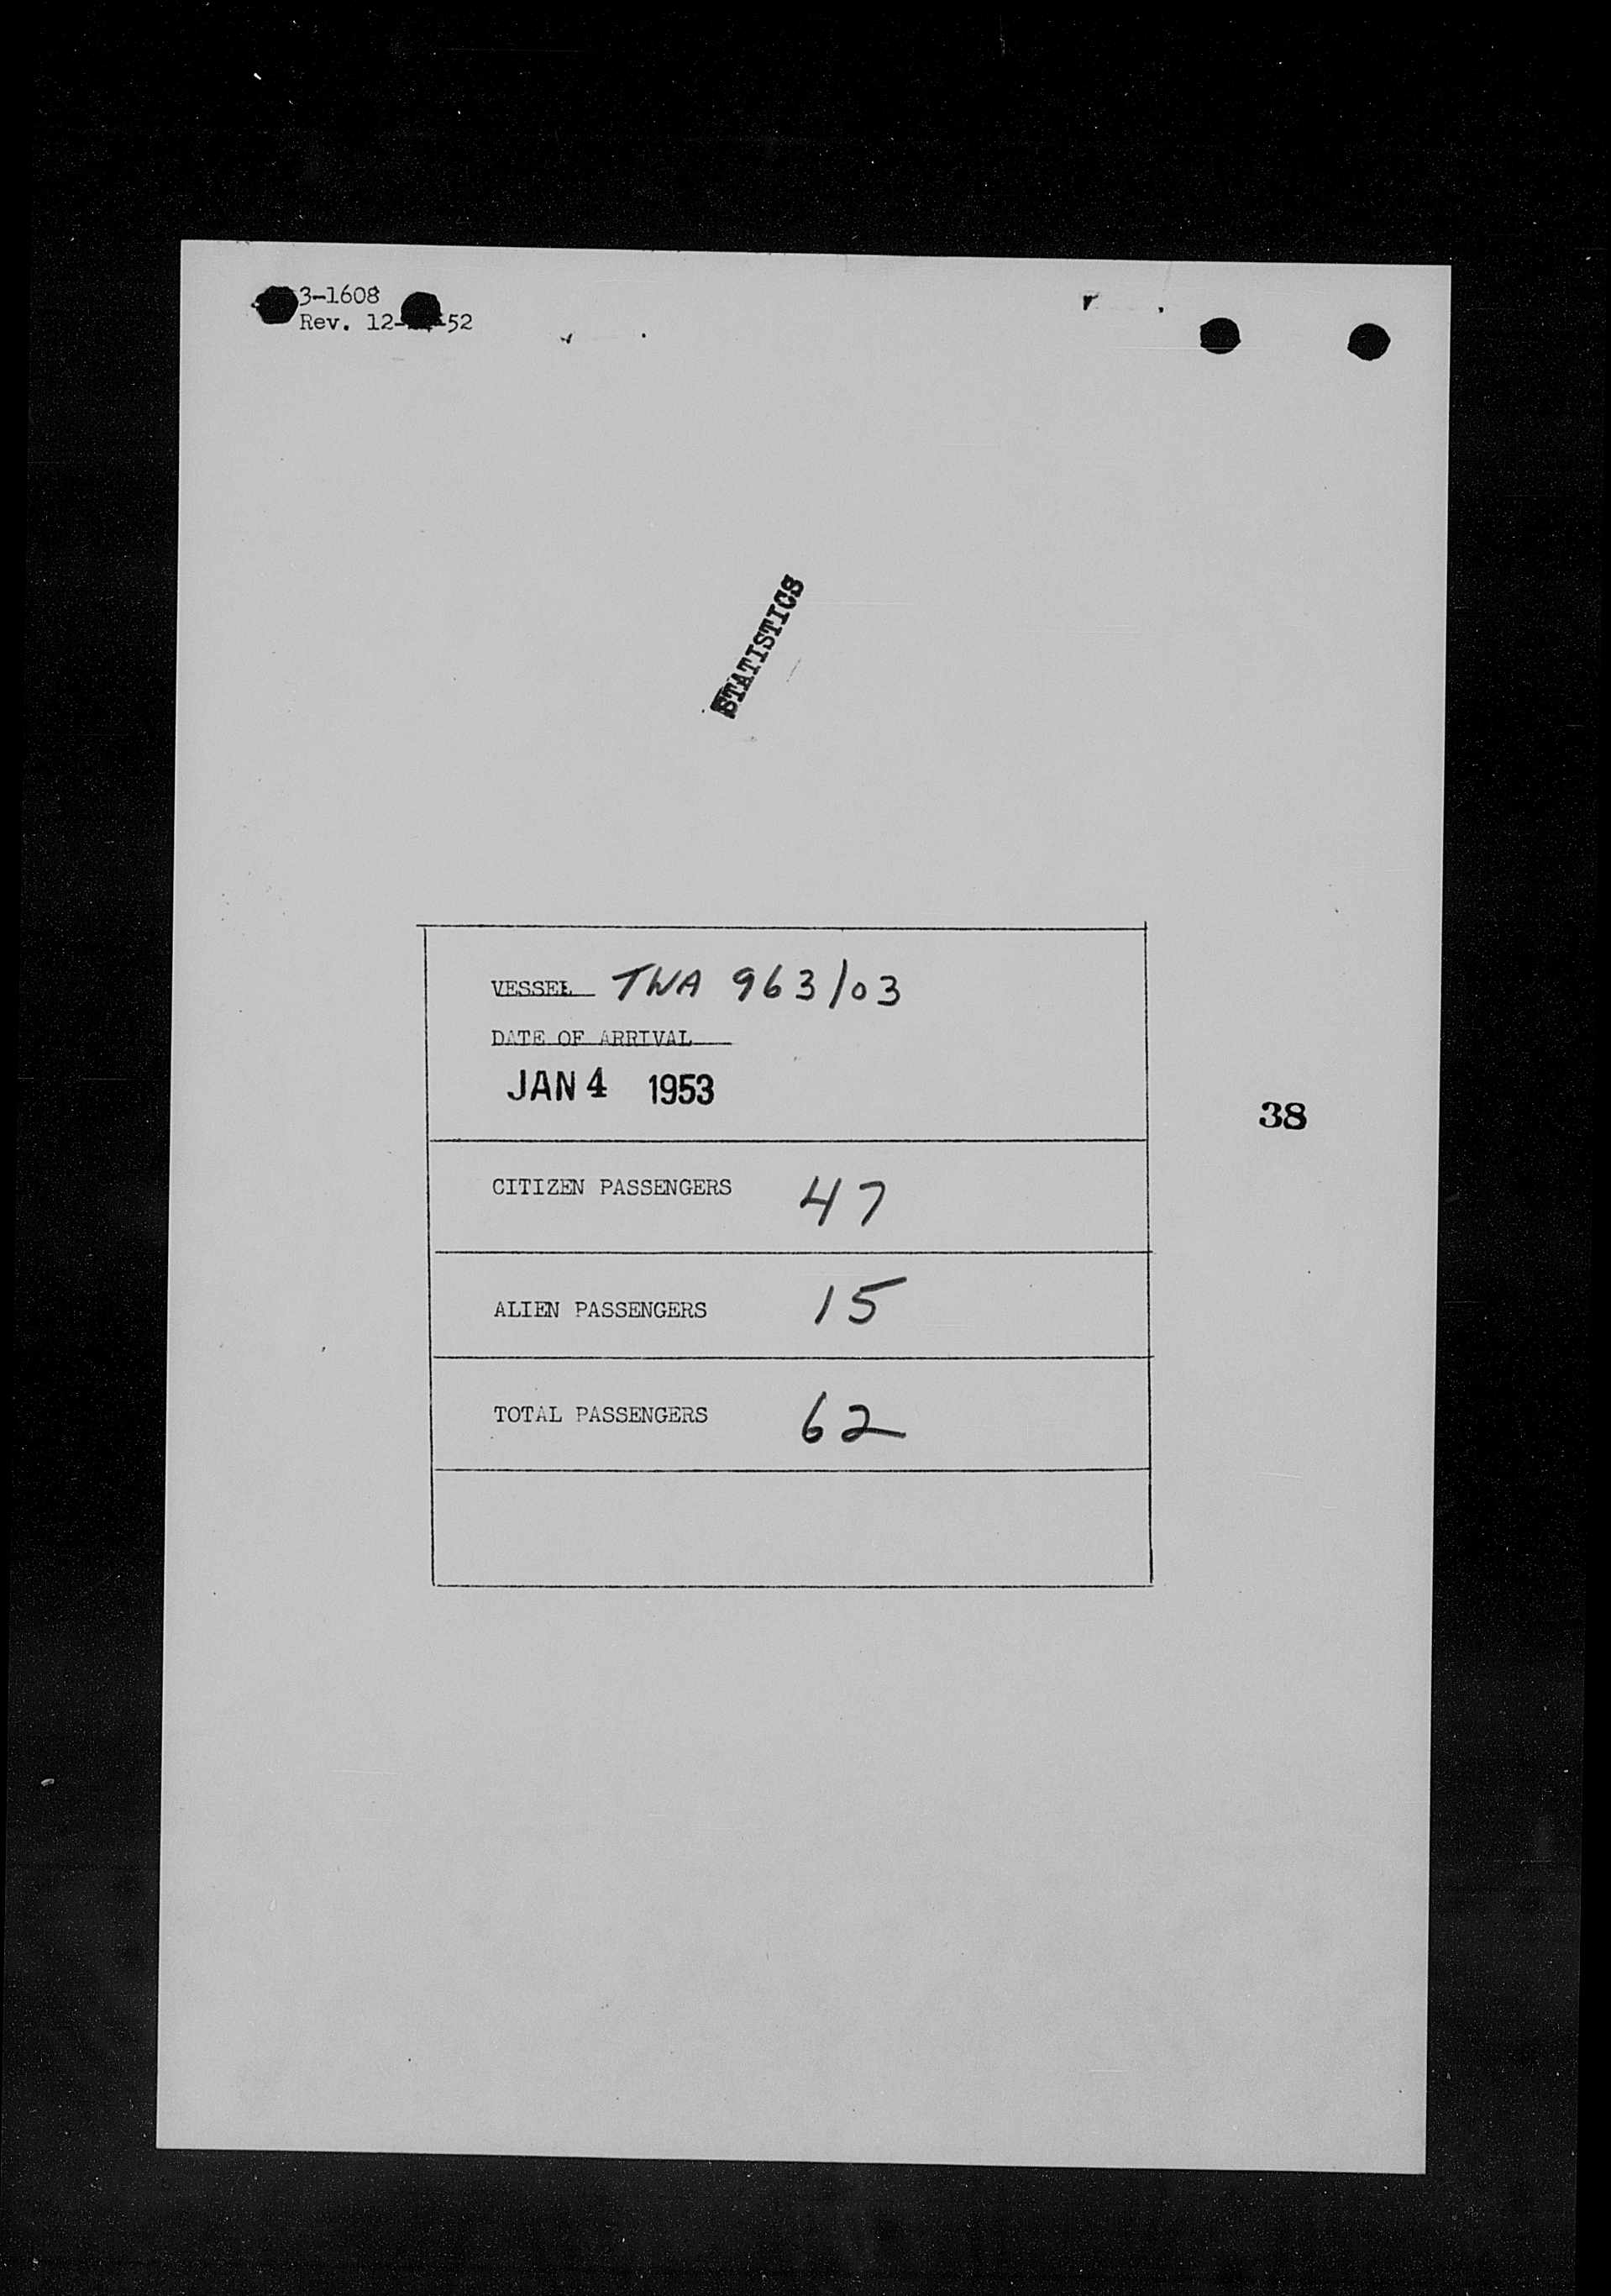 3-1608
Rev. 12- 52
STATISTICS
VESSEL TWA 963/03
DATE OF ARRIVAL
JAN 4 1953
38
CITIZEN PASSENGERS 47
ALIEN PASSENGERS 15
TOTAL PASSENGERS 62